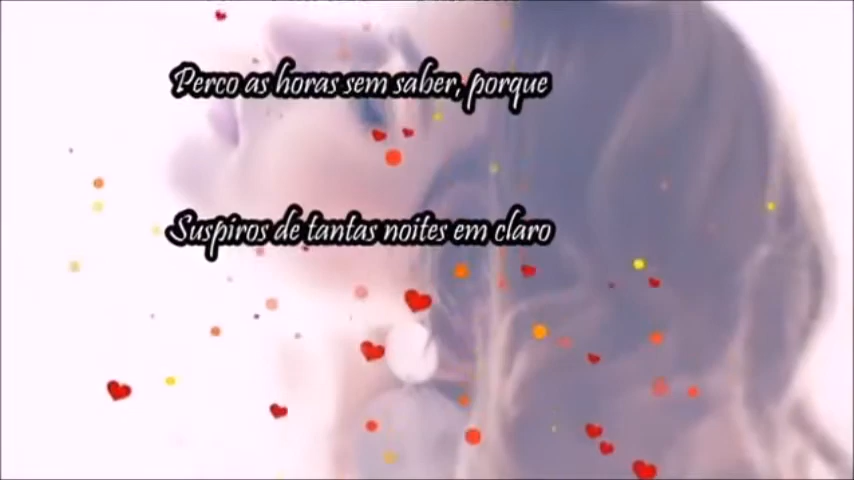 Perco as horas sem saber, porque
Suspiros de tantas noites em claro